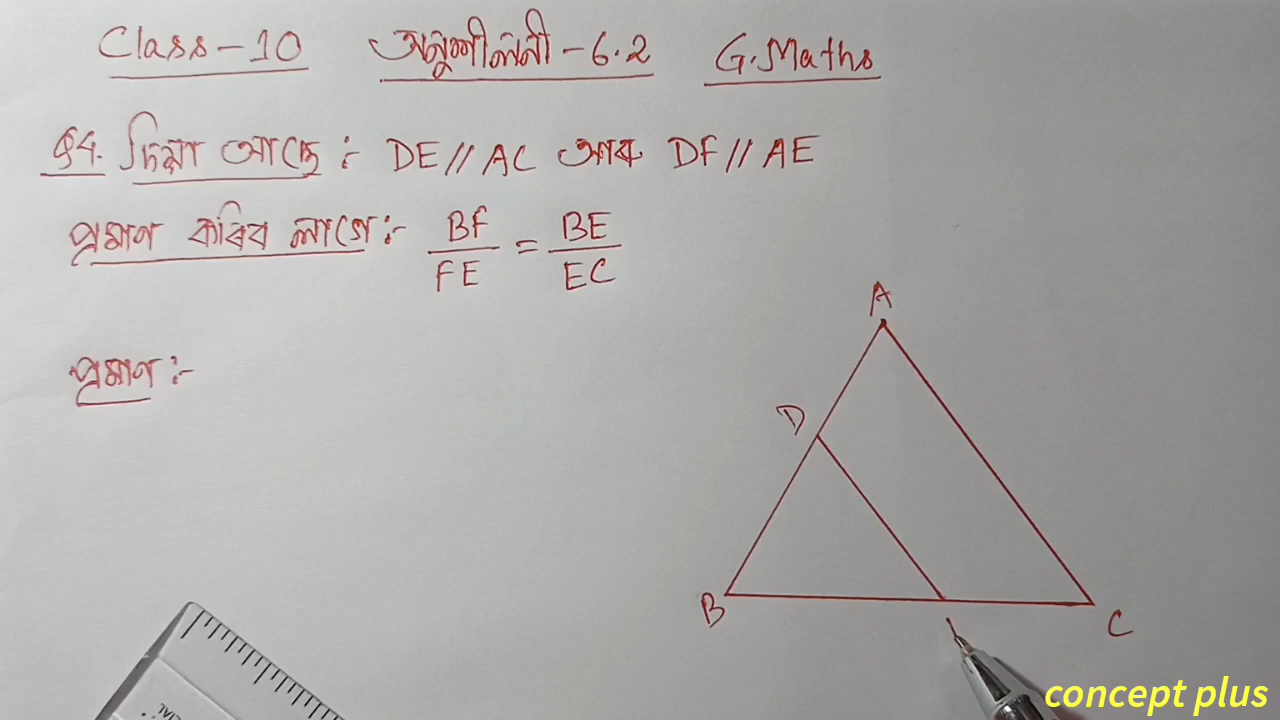 Class-10 অনুশীলনী-6.2 G.Maths
Q4. দিয়া আছে :- DE//AC আৰু DF//AE
প্ৰমাণ কৰিব লাগে :- BF/FE = BE/EC
প্ৰমাণ :-
A
D
B
C
concept plus